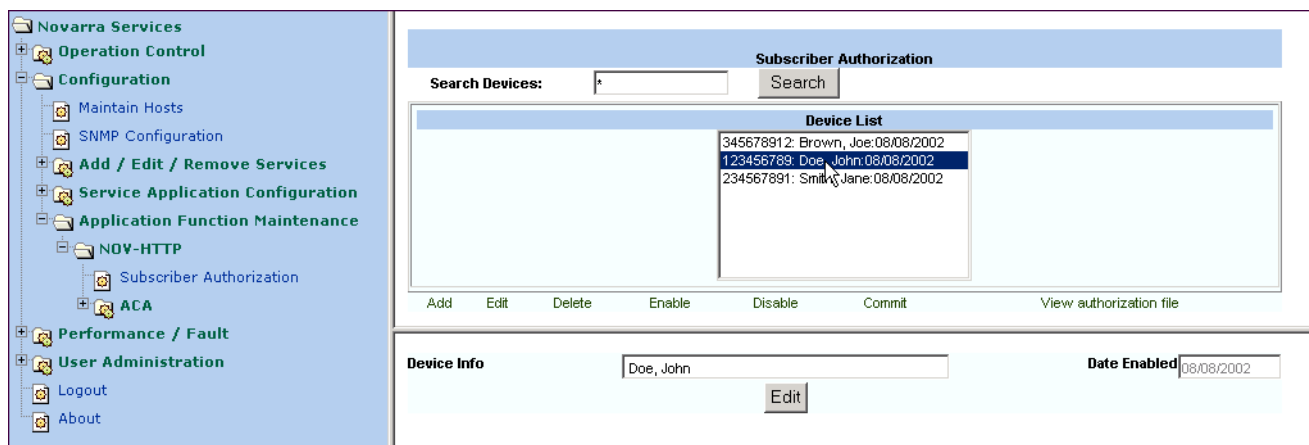 Novarra Services
Operation Control
Configuration
Maintain Hosts
SNMP Configuration
Add / Edit / Remove Services
Service Application Configuration
Application Function Maintenance
NOV-HTTP
Subscriber Authorization
ACA
Performance / Fault
User Administration
Logout
About
Subscriber Authorization
Search Devices: * Search
Device List
345678912: Brown, Joe:08/08/2002
123456789: Doe, John:08/08/2002
234567891: Smith, Jane:08/08/2002
Add Edit Delete Enable Disable Commit View authorization file
Device Info Doe, John Date Enabled 08/08/2002
Edit